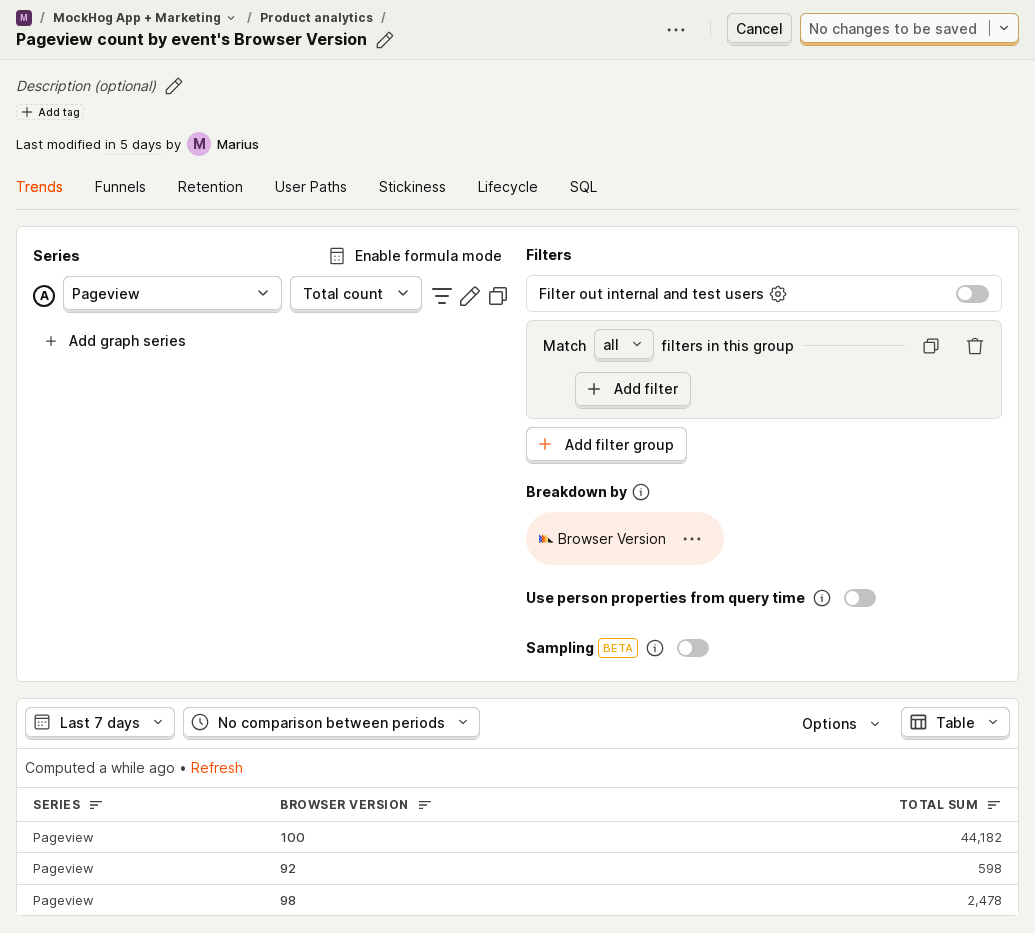 M / MockHog App + Marketing / Product analytics /
Pageview count by event's Browser Version
Cancel
No changes to be saved
Description (optional)
Add tag
Last modified in 5 days by M Marius
Trends Funnels Retention User Paths Stickiness Lifecycle SQL
Series
Enable formula mode
A Pageview Total count
Add graph series
Filters
Filter out internal and test users
Match all filters in this group
Add filter
Add filter group
Breakdown by
Browser Version
Use person properties from query time
Sampling BETA
Last 7 days No comparison between periods Options Table
Computed a while ago • Refresh
SERIES BROWSER VERSION TOTAL SUM
Pageview 100 44,182
Pageview 92 598
Pageview 98 2,478